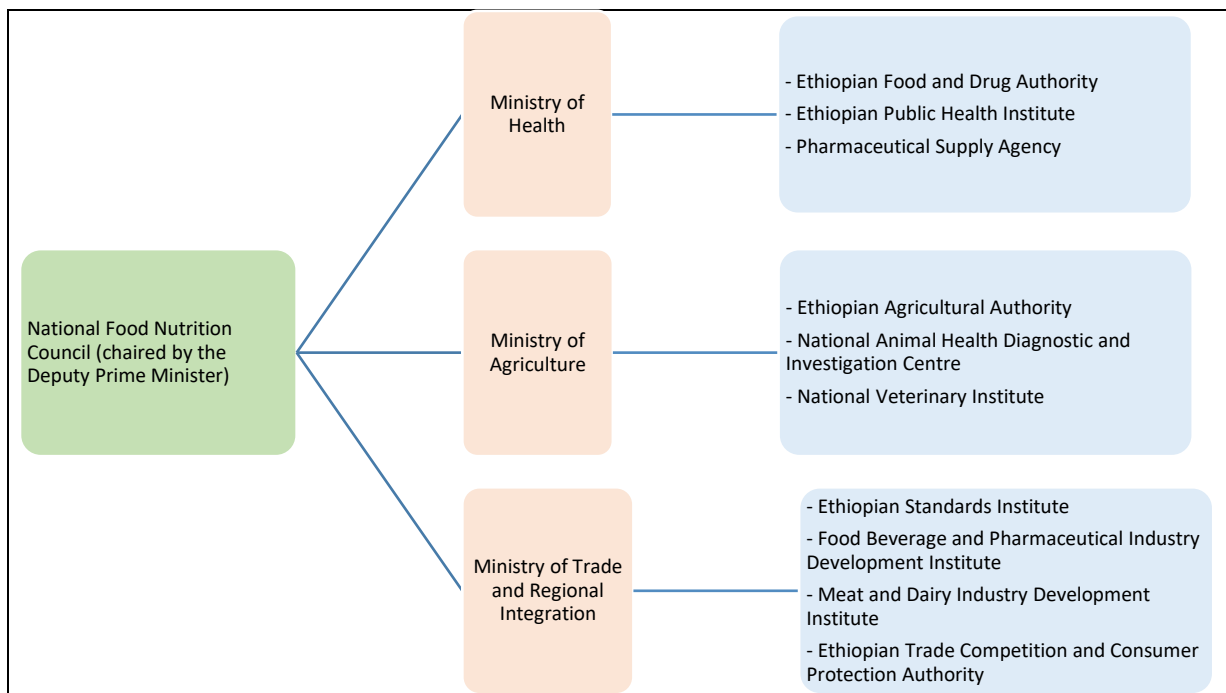 National Food Nutrition
Council (chaired by the
Deputy Prime Minister)
Ministry of
Health
- Ethiopian Food and Drug Authority
- Ethiopian Public Health Institute
- Pharmaceutical Supply Agency
Ministry of
Agriculture
- Ethiopian Agricultural Authority
- National Animal Health Diagnostic and
Investigation Centre
- National Veterinary Institute
Ministry of Trade
and Regional
Integration
- Ethiopian Standards Institute
- Food Beverage and Pharmaceutical Industry
Development Institute
- Meat and Dairy Industry Development
Institute
- Ethiopian Trade Competition and Consumer
Protection Authority